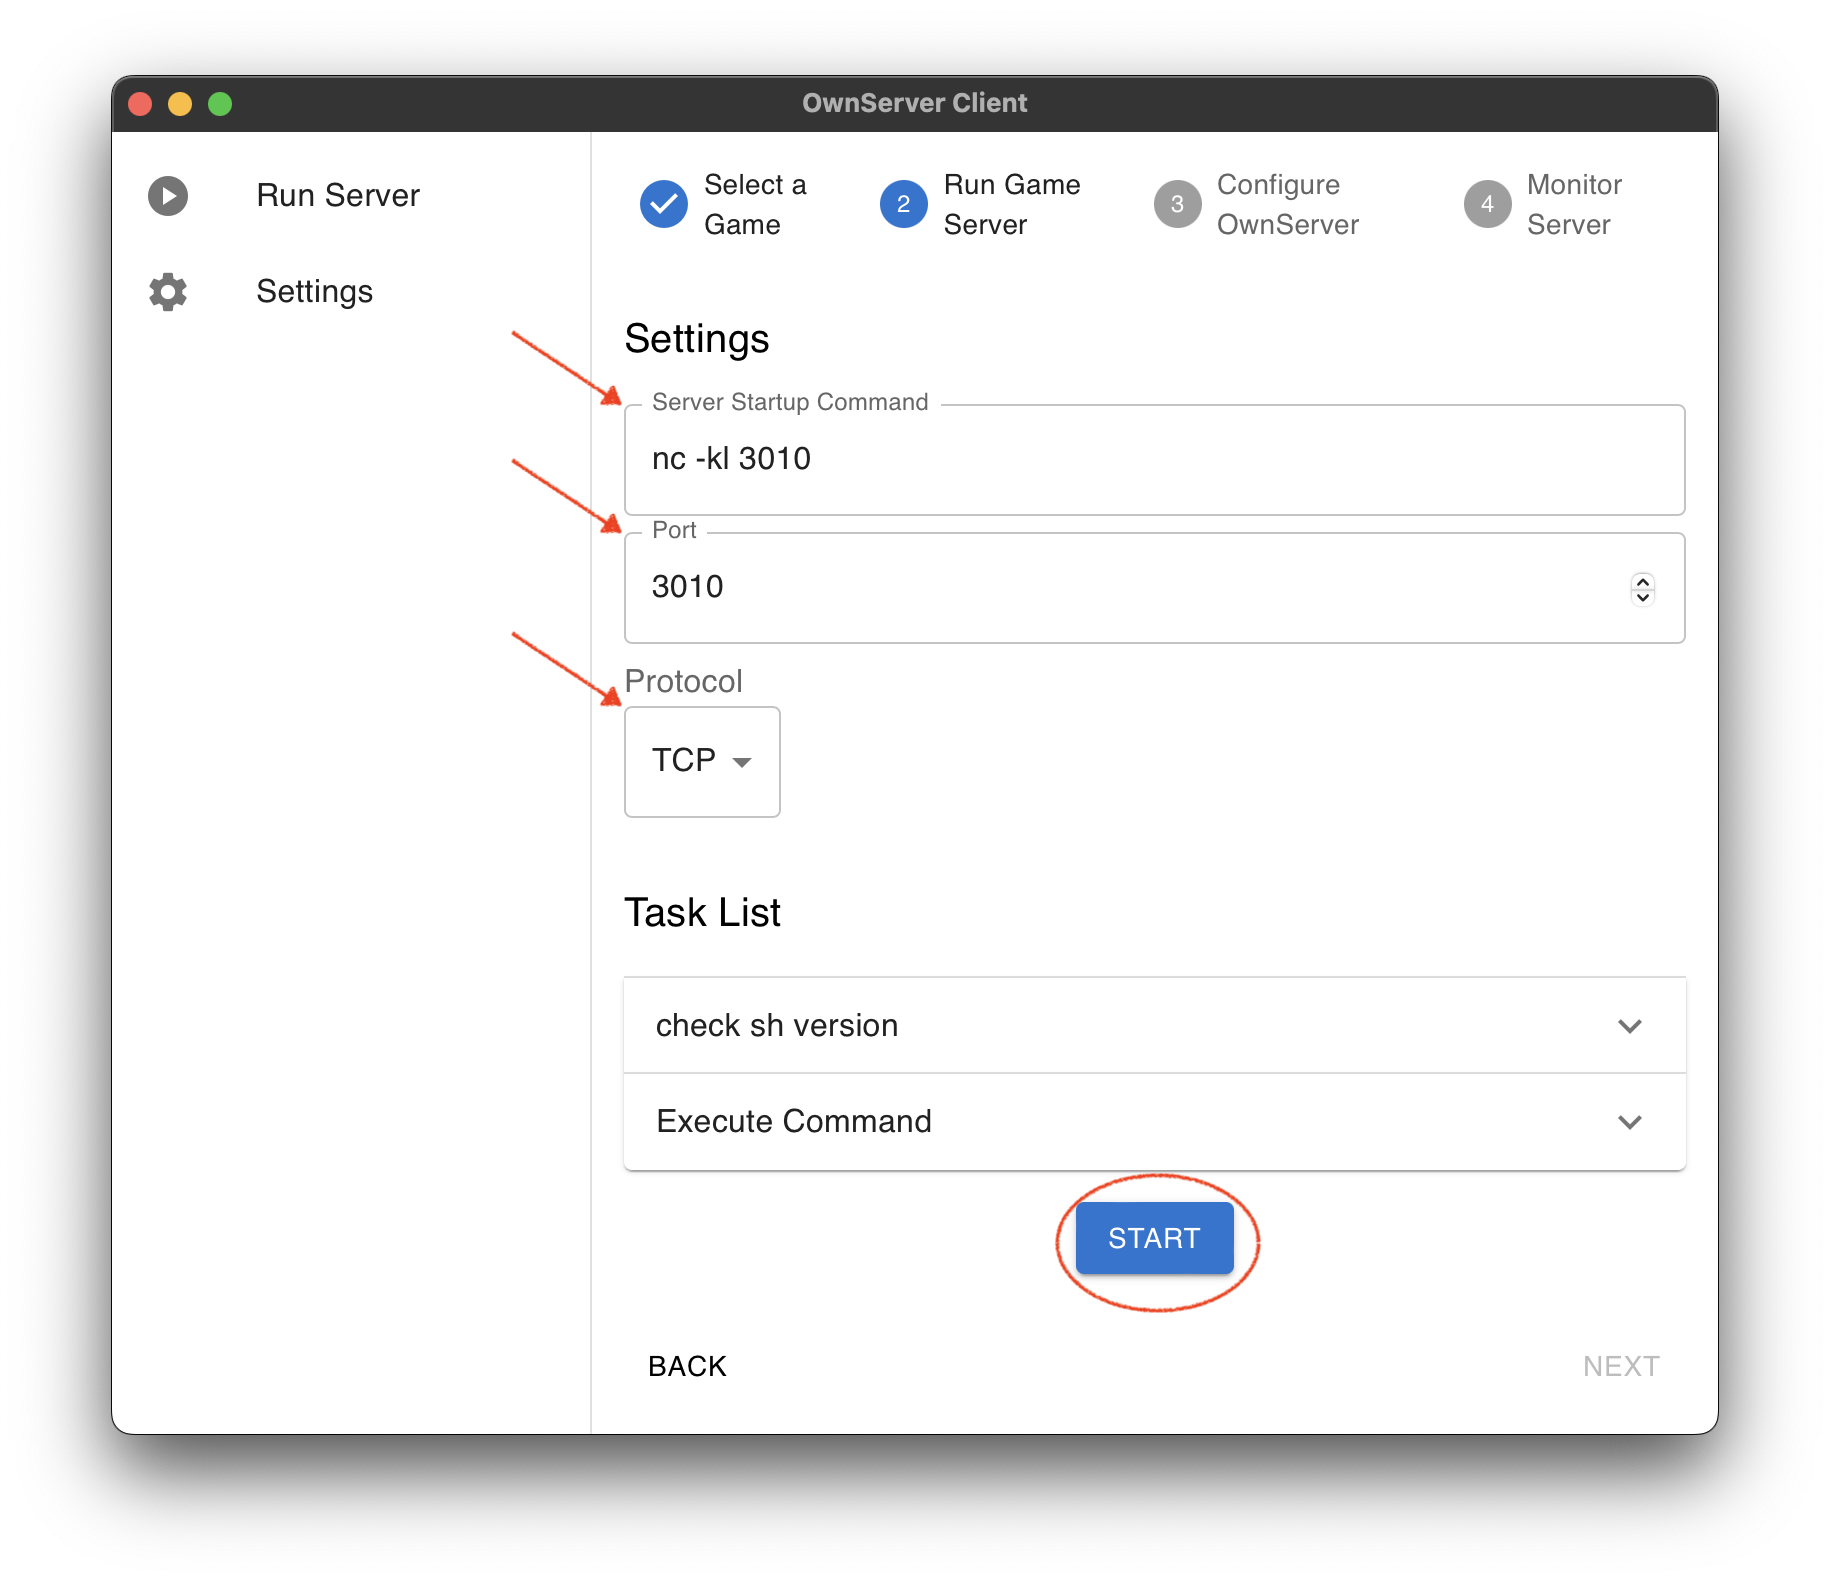 OwnServer Client
Run Server
Settings
Select a
Game
2
Run Game
Server
3
Configure
OwnServer
4
Monitor
Server
Settings
Server Startup Command
nc -kl 3010
Port
3010
Protocol
TCP
Task List
check sh version
Execute Command
START
BACK
NEXT